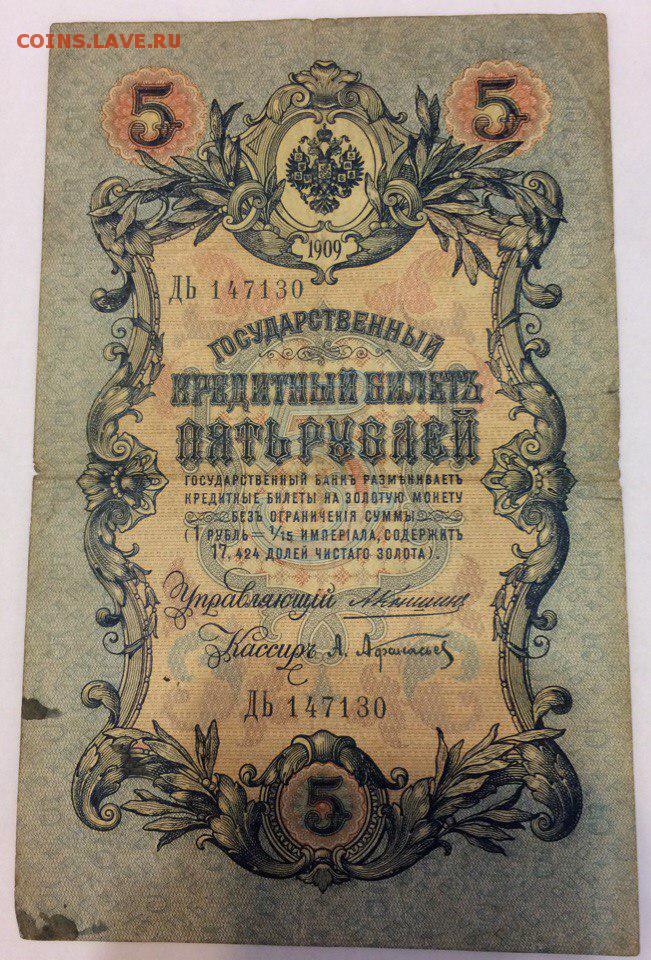 COINS.LAVE.RU
5 5
1909
ДЬ 147130
ГОСУДАРСТВЕННЫЙ
КРЕДИТНЫЙ БИЛЕТЪ
ПЯТЬ РУБЛЕЙ
ГОСУДАРСТВЕННЫЙ БАНКЪ РАЗМѢНИВАЕТЪ
КРЕДИТНЫЕ БИЛЕТЫ НА ЗОЛОТУЮ МОНЕТУ
БЕЗЪ ОГРАНИЧЕНІЯ СУММЫ
(1 РУБЛЬ = 1/15 ИМПЕРІАЛА, СОДЕРЖИТЪ
17,424 ДОЛЕЙ ЧИСТАГО ЗОЛОТА).
Управляющій АКоншинъ
Кассиръ А. Афанасьев
ДЬ 147130
5